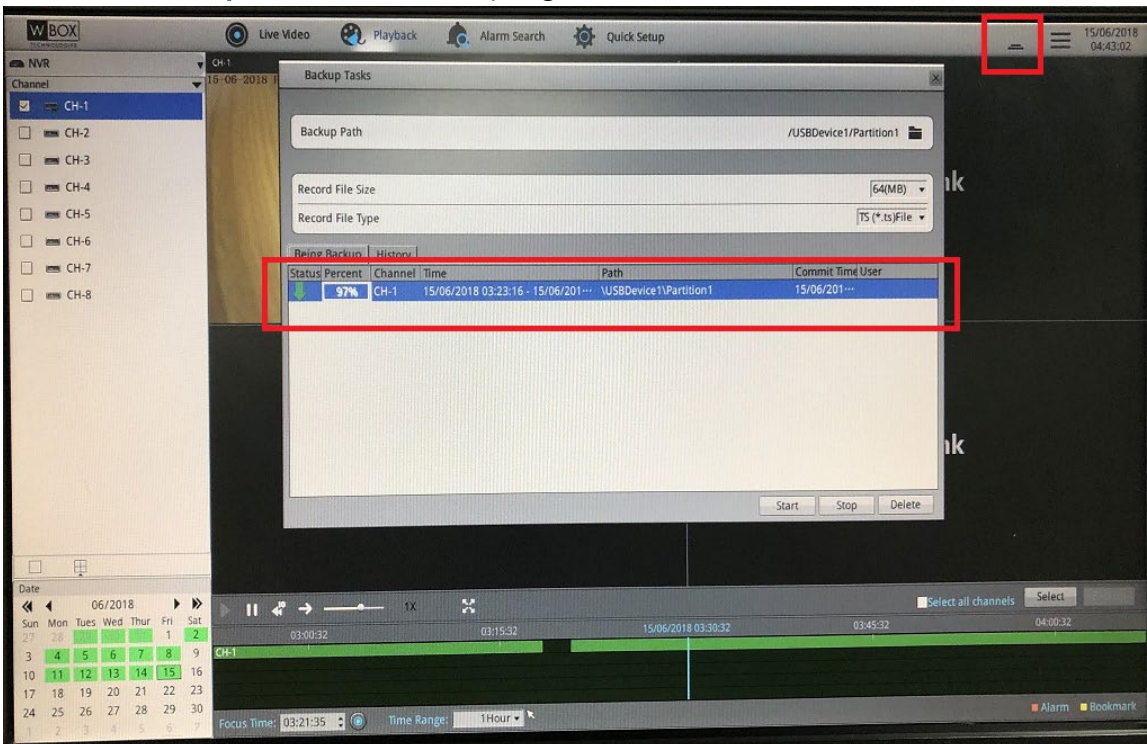 W BOX
TECHNOLOGIES
Live Video
Playback
Alarm Search
Quick Setup
15/06/2018
04:43:02
NVR
Channel
CH-1
CH-2
CH-3
CH-4
CH-5
CH-6
CH-7
CH-8
CH-1
15-06-2018
Backup Tasks
Backup Path /USBDevice1/Partition1
Record File Size 64(MB)
Record File Type TS (*.ts)File
Being Backup History
Status Percent Channel Time Path Commit Time User
97% CH-1 15/06/2018 03:23:16 - 15/06/201··· \USBDevice1\Partition1 15/06/201···
nk
nk
Start Stop Delete
Date
06/2018
Sun Mon Tues Wed Thur Fri Sat
27 28 1 2
3 4 5 6 7 8 9
10 11 12 13 14 15 16
17 18 19 20 21 22 23
24 25 26 27 28 29 30
1 2 3 4 5 6 7
1X
Select all channels Select
03:00:32 03:15:32 15/06/2018 03:30:32 03:45:32 04:00:32
CH-1
Focus Time: 03:21:35 Time Range: 1Hour
Alarm Bookmark